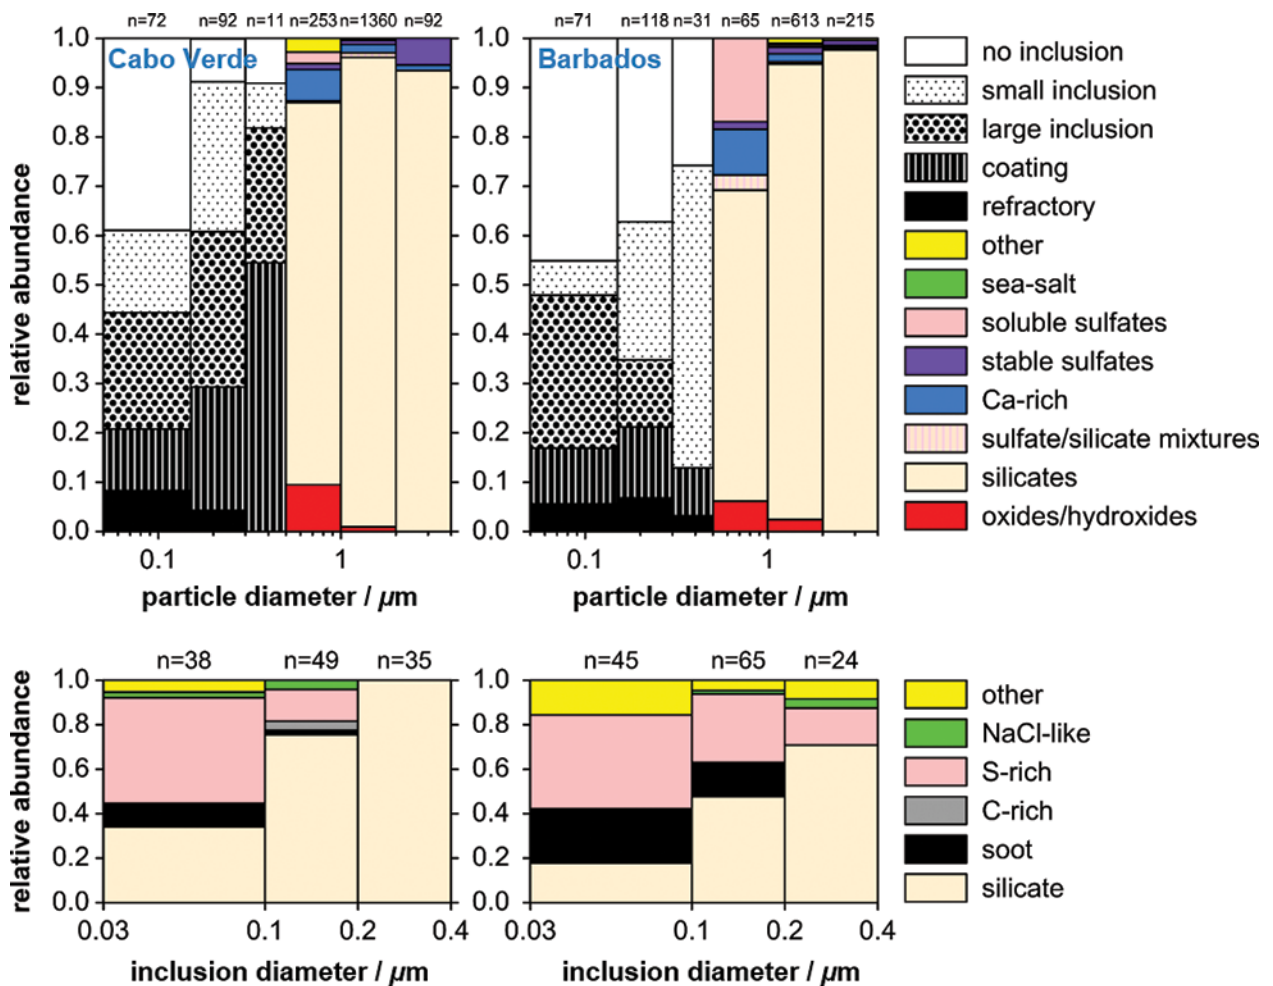 n=72 n=92 n=11 n=253 n=1360 n=92
Cabo Verde
relative abundance
1.0
0.9
0.8
0.7
0.6
0.5
0.4
0.3
0.2
0.1
0.0
0.1 1
particle diameter / µm
n=71 n=118 n=31 n=65 n=613 n=215
Barbados
1.0
0.9
0.8
0.7
0.6
0.5
0.4
0.3
0.2
0.1
0.0
0.1 1
particle diameter / µm
no inclusion
small inclusion
large inclusion
coating
refractory
other
sea-salt
soluble sulfates
stable sulfates
Ca-rich
sulfate/silicate mixtures
silicates
oxides/hydroxides
n=38 n=49 n=35
relative abundance
1.0
0.8
0.6
0.4
0.2
0.0
0.03 0.1 0.2 0.4
inclusion diameter / µm
n=45 n=65 n=24
1.0
0.8
0.6
0.4
0.2
0.0
0.03 0.1 0.2 0.4
inclusion diameter / µm
other
NaCl-like
S-rich
C-rich
soot
silicate